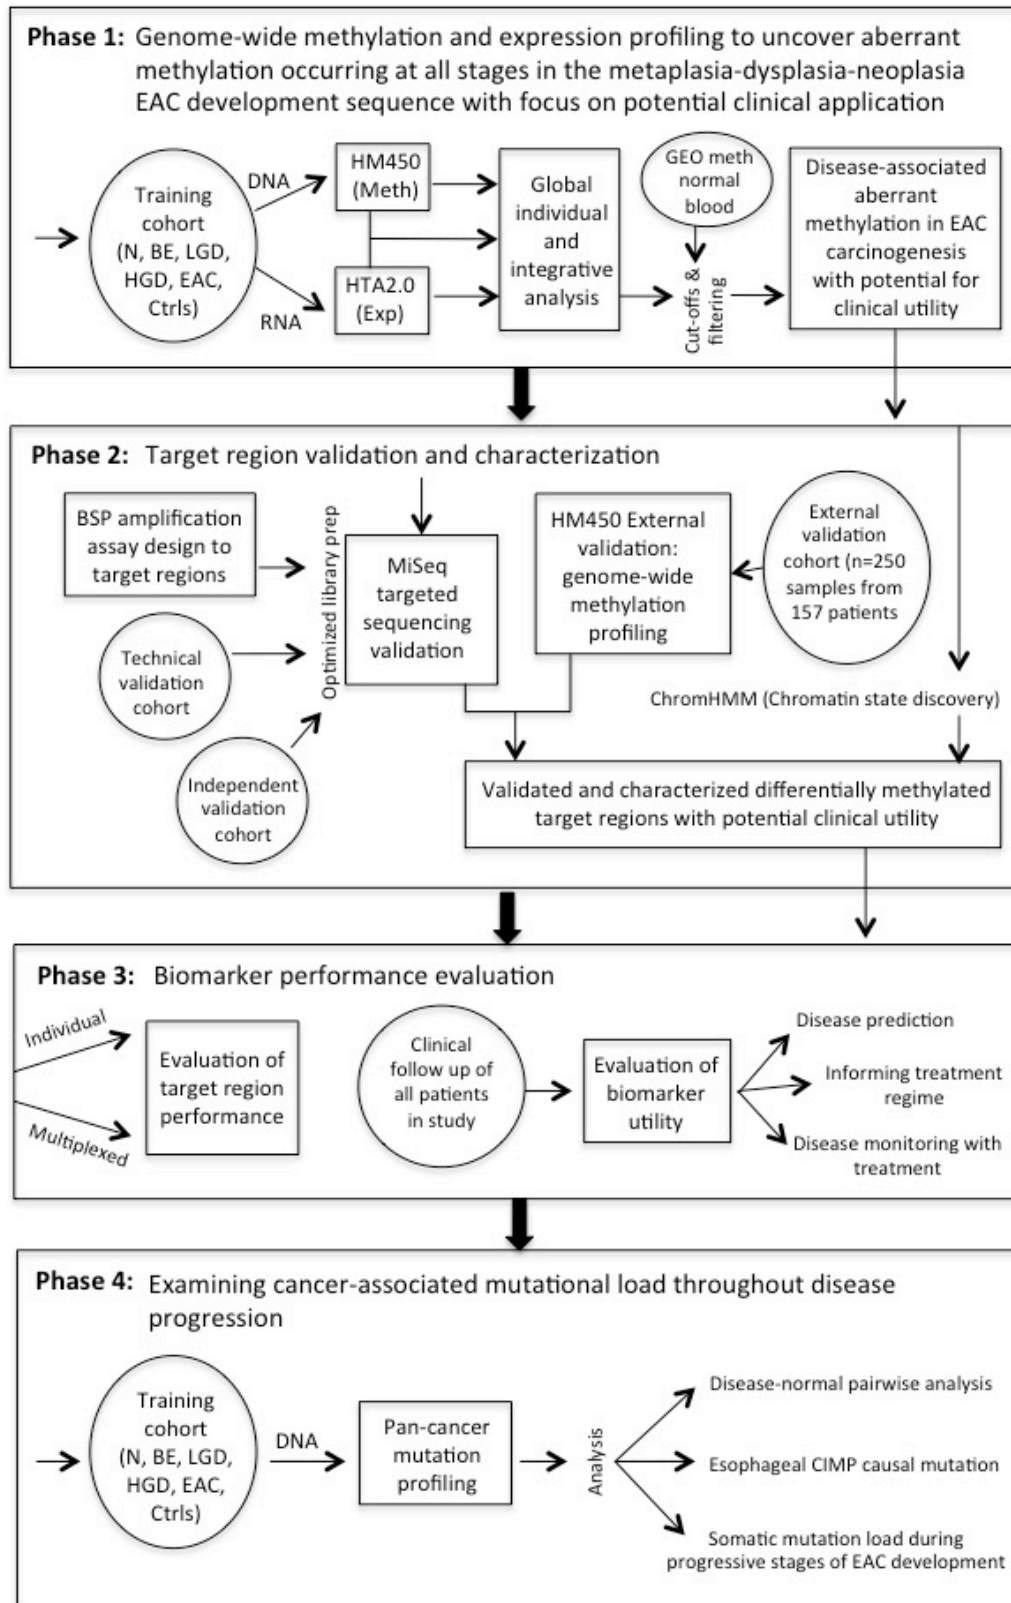 Phase 1: Genome-wide methylation and expression profiling to uncover aberrant
methylation occurring at all stages in the metaplasia-dysplasia-neoplasia
EAC development sequence with focus on potential clinical application
Training
cohort
(N, BE, LGD,
HGD, EAC,
Ctrls)
DNA
RNA
HM450
(Meth)
HTA2.0
(Exp)
Global
individual
and
integrative
analysis
GEO meth
normal
blood
Cut-offs &
filtering
Disease-associated
aberrant
methylation in EAC
carcinogenesis
with potential for
clinical utility
Phase 2: Target region validation and characterization
BSP amplification
assay design to
target regions
Technical
validation
cohort
Independent
validation
cohort
Optimized library prep
MiSeq
targeted
sequencing
validation
HM450 External
validation:
genome-wide
methylation
profiling
External
validation
cohort (n=250
samples from
157 patients
ChromHMM (Chromatin state discovery)
Validated and characterized differentially methylated
target regions with potential clinical utility
Phase 3: Biomarker performance evaluation
Individual
Multiplexed
Evaluation of
target region
performance
Clinical
follow up of
all patients
in study
Evaluation of
biomarker
utility
Disease prediction
Informing treatment
regime
Disease monitoring with
treatment
Phase 4: Examining cancer-associated mutational load throughout disease
progression
Training
cohort
(N, BE, LGD,
HGD, EAC,
Ctrls)
DNA
Pan-cancer
mutation
profiling
Analysis
Disease-normal pairwise analysis
Esophageal CIMP causal mutation
Somatic mutation load during
progressive stages of EAC development